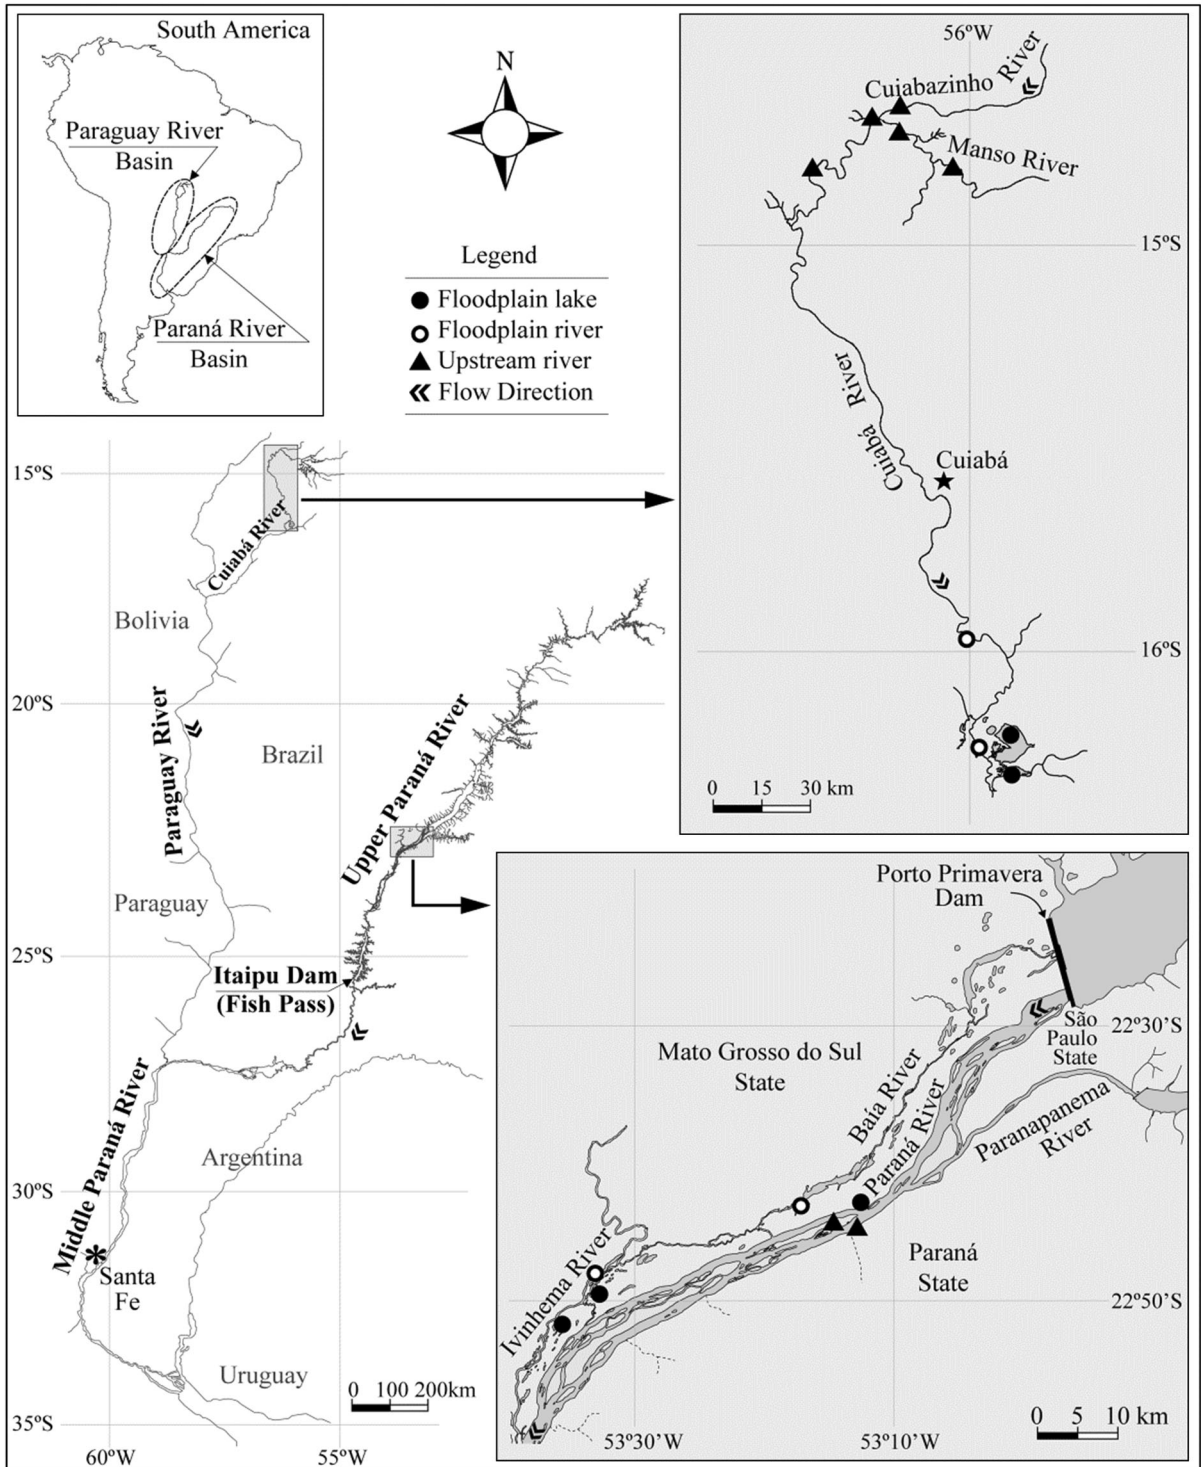 South America
Paraguay River
Basin
Paraná River
Basin
N
Legend
Floodplain lake
Floodplain river
Upstream river
Flow Direction
56ºW
Cuiabazinho River
Manso River
15ºS
Cuiabá River
Cuiabá
16ºS
0 15 30 km
15ºS
Cuiabá River
Bolivia
20ºS
Paraguay River
Brazil
Upper Paraná River
Paraguay
25ºS
Itaipu Dam
(Fish Pass)
Middle Paraná River
Argentina
30ºS
*
Santa
Fe
Uruguay
0 100 200km
35ºS
60ºW
55ºW
Porto Primavera
Dam
São
Paulo
State
22º30’S
Mato Grosso do Sul
State
Baía River
Paraná River
Paranapanema
River
Ivinhema River
Paraná
State
22º50’S
0 5 10 km
53º30’W
53º10’W